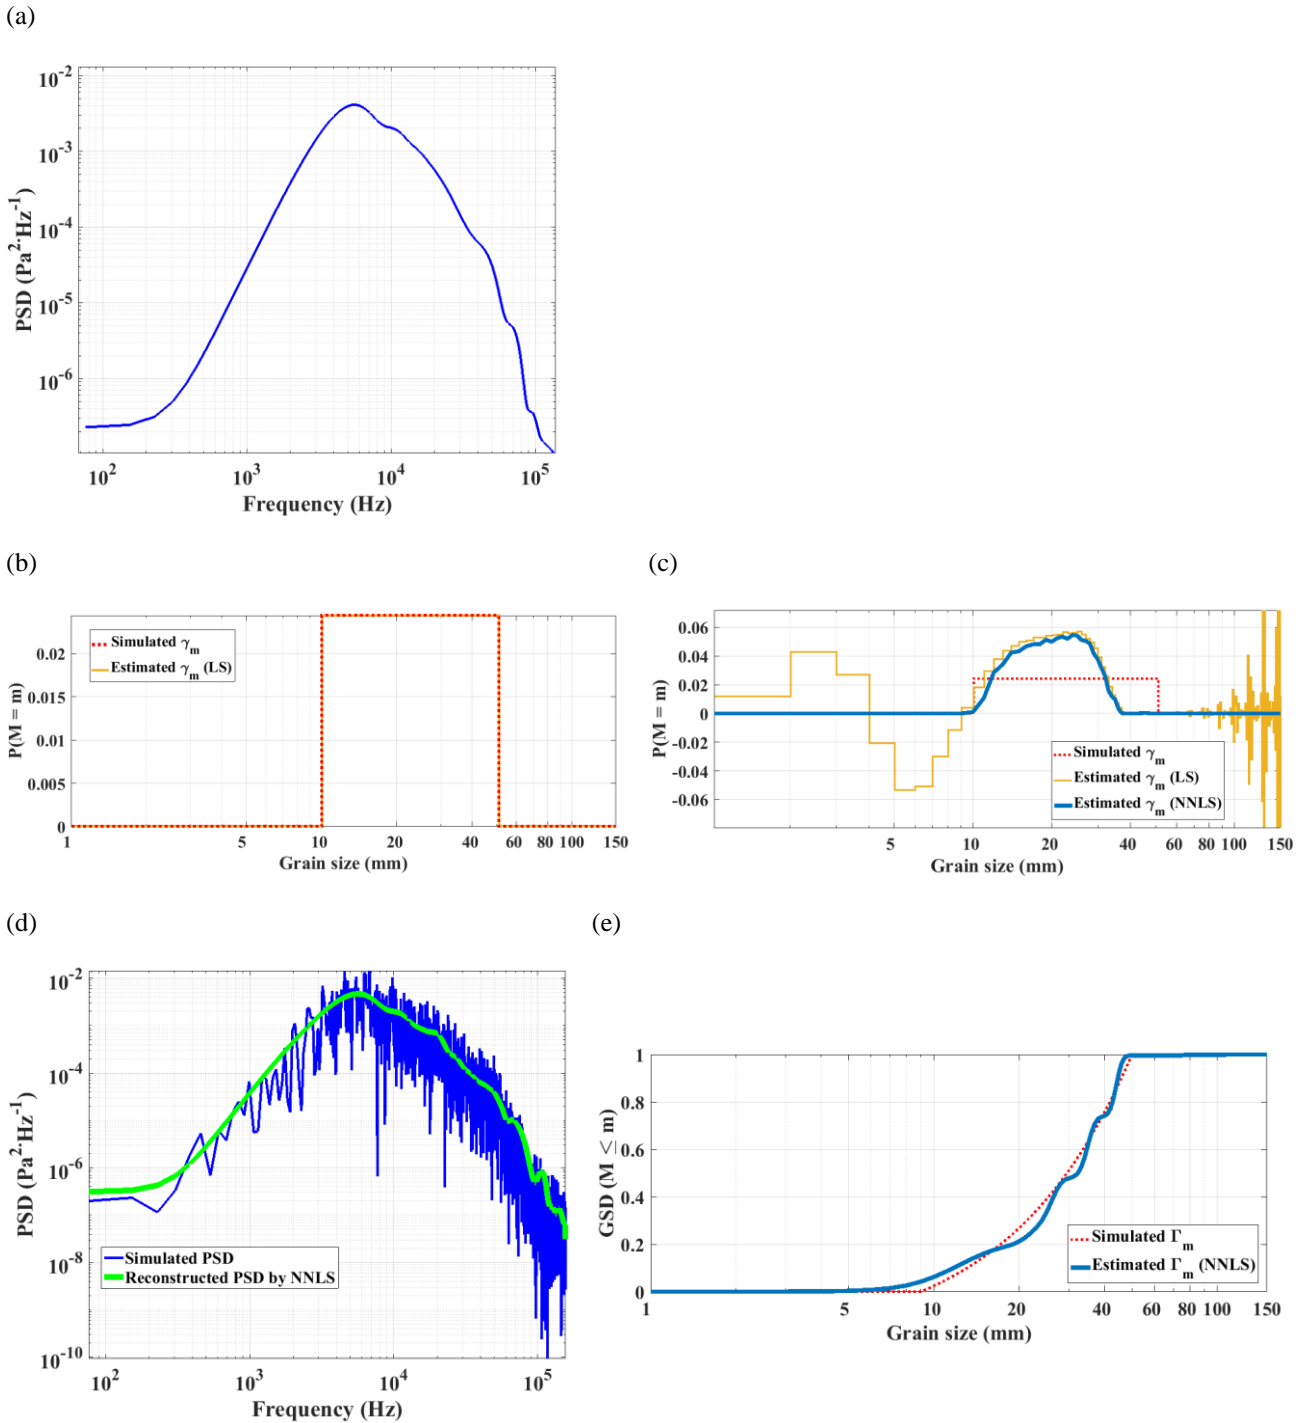 (a)
10^-2
10^-3
10^-4
10^-5
10^-6
PSD (Pa^2·Hz^-1)
10^2 10^3 10^4 10^5
Frequency (Hz)
(b)
Simulated γ_m
Estimated γ_m (LS)
0.02
0.015
0.01
0.005
0
P(M = m)
1 5 10 20 40 60 80 100 150
Grain size (mm)
(c)
0.06
0.04
0.02
0
-0.02
-0.04
-0.06
P(M = m)
Simulated γ_m
Estimated γ_m (LS)
Estimated γ_m (NNLS)
5 10 20 40 60 80 100 150
Grain size (mm)
(d)
10^-2
10^-4
10^-6
10^-8
10^-10
PSD (Pa^2·Hz^-1)
Simulated PSD
Reconstructed PSD by NNLS
10^2 10^3 10^4 10^5
Frequency (Hz)
(e)
1
0.8
0.6
0.4
0.2
0
GSD (M ≤ m)
Simulated Γ_m
Estimated Γ_m (NNLS)
1 5 10 20 40 60 80 100 150
Grain size (mm)